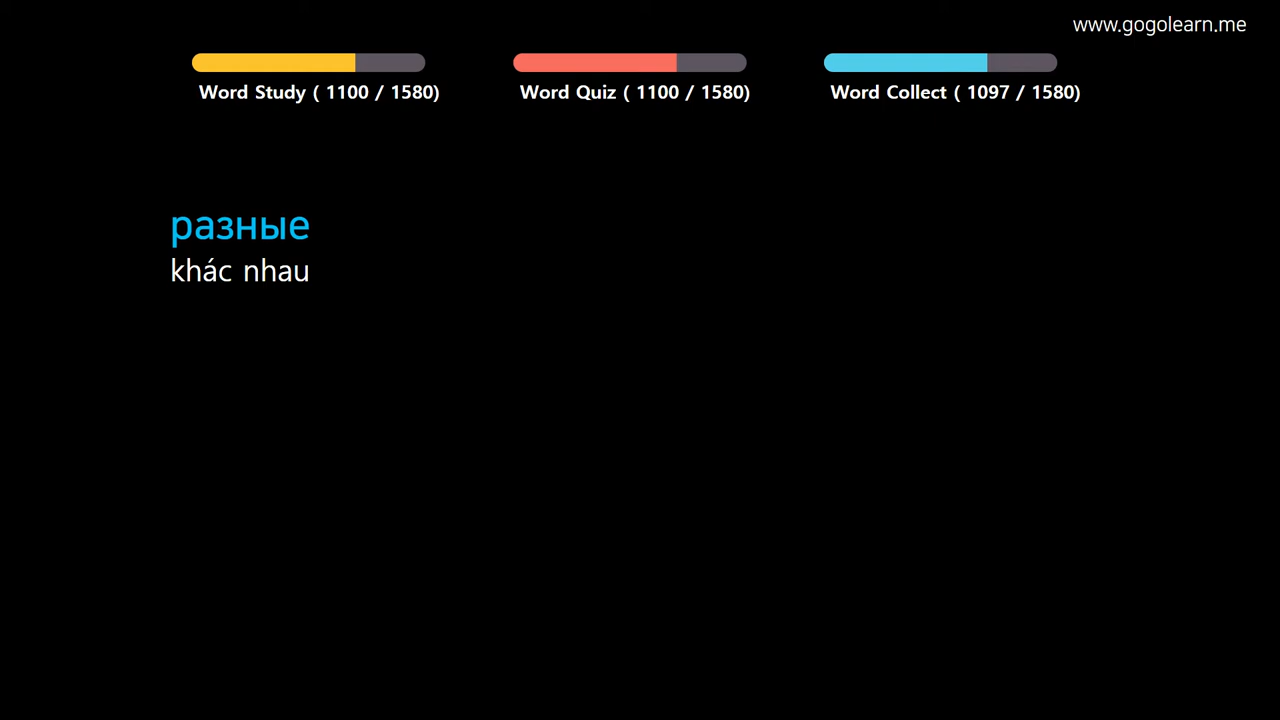 www.gogolearn.me
Word Study ( 1100 / 1580)
Word Quiz ( 1100 / 1580)
Word Collect ( 1097 / 1580)
разные
khác nhau